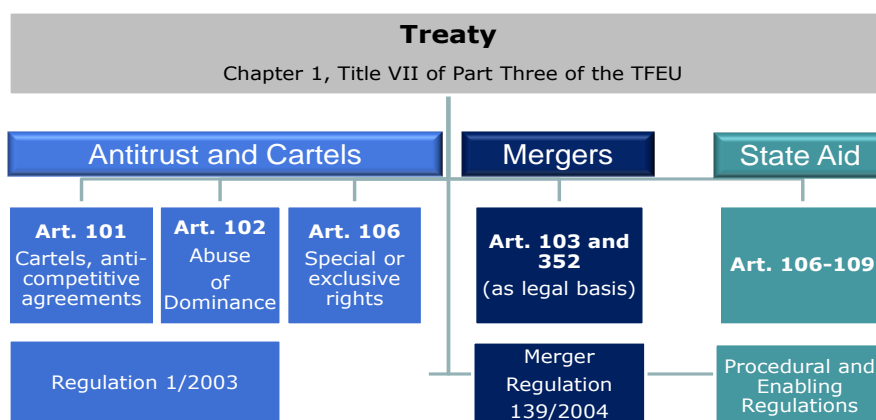 Treaty
Chapter 1, Title VII of Part Three of the TFEU
Antitrust and Cartels
Mergers
State Aid
Art. 101
Cartels, anti-
competitive
agreements
Art. 102
Abuse
of
Dominance
Art. 106
Special or
exclusive
rights
Art. 103 and
352
(as legal basis)
Art. 106-109
Regulation 1/2003
Merger
Regulation
139/2004
Procedural and
Enabling
Regulations